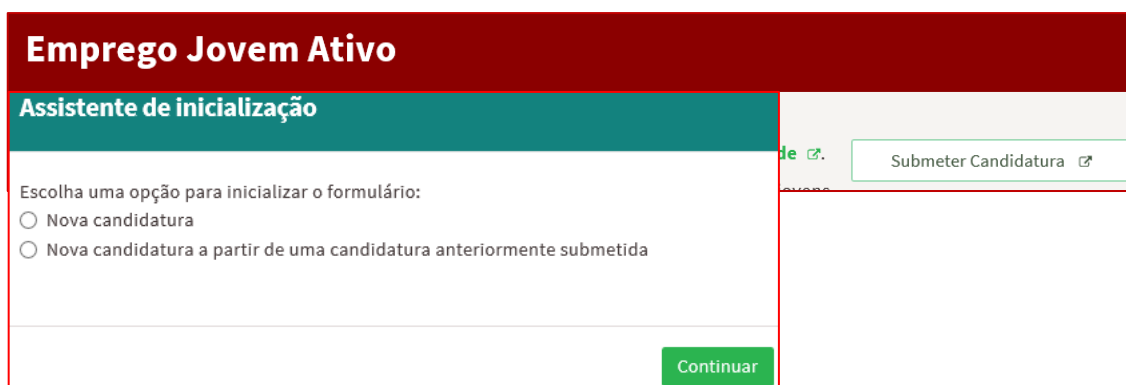 Emprego Jovem Ativo
Assistente de inicialização
de .
Submeter Candidatura
Escolha uma opção para inicializar o formulário:
Nova candidatura
Nova candidatura a partir de uma candidatura anteriormente submetida
Continuar